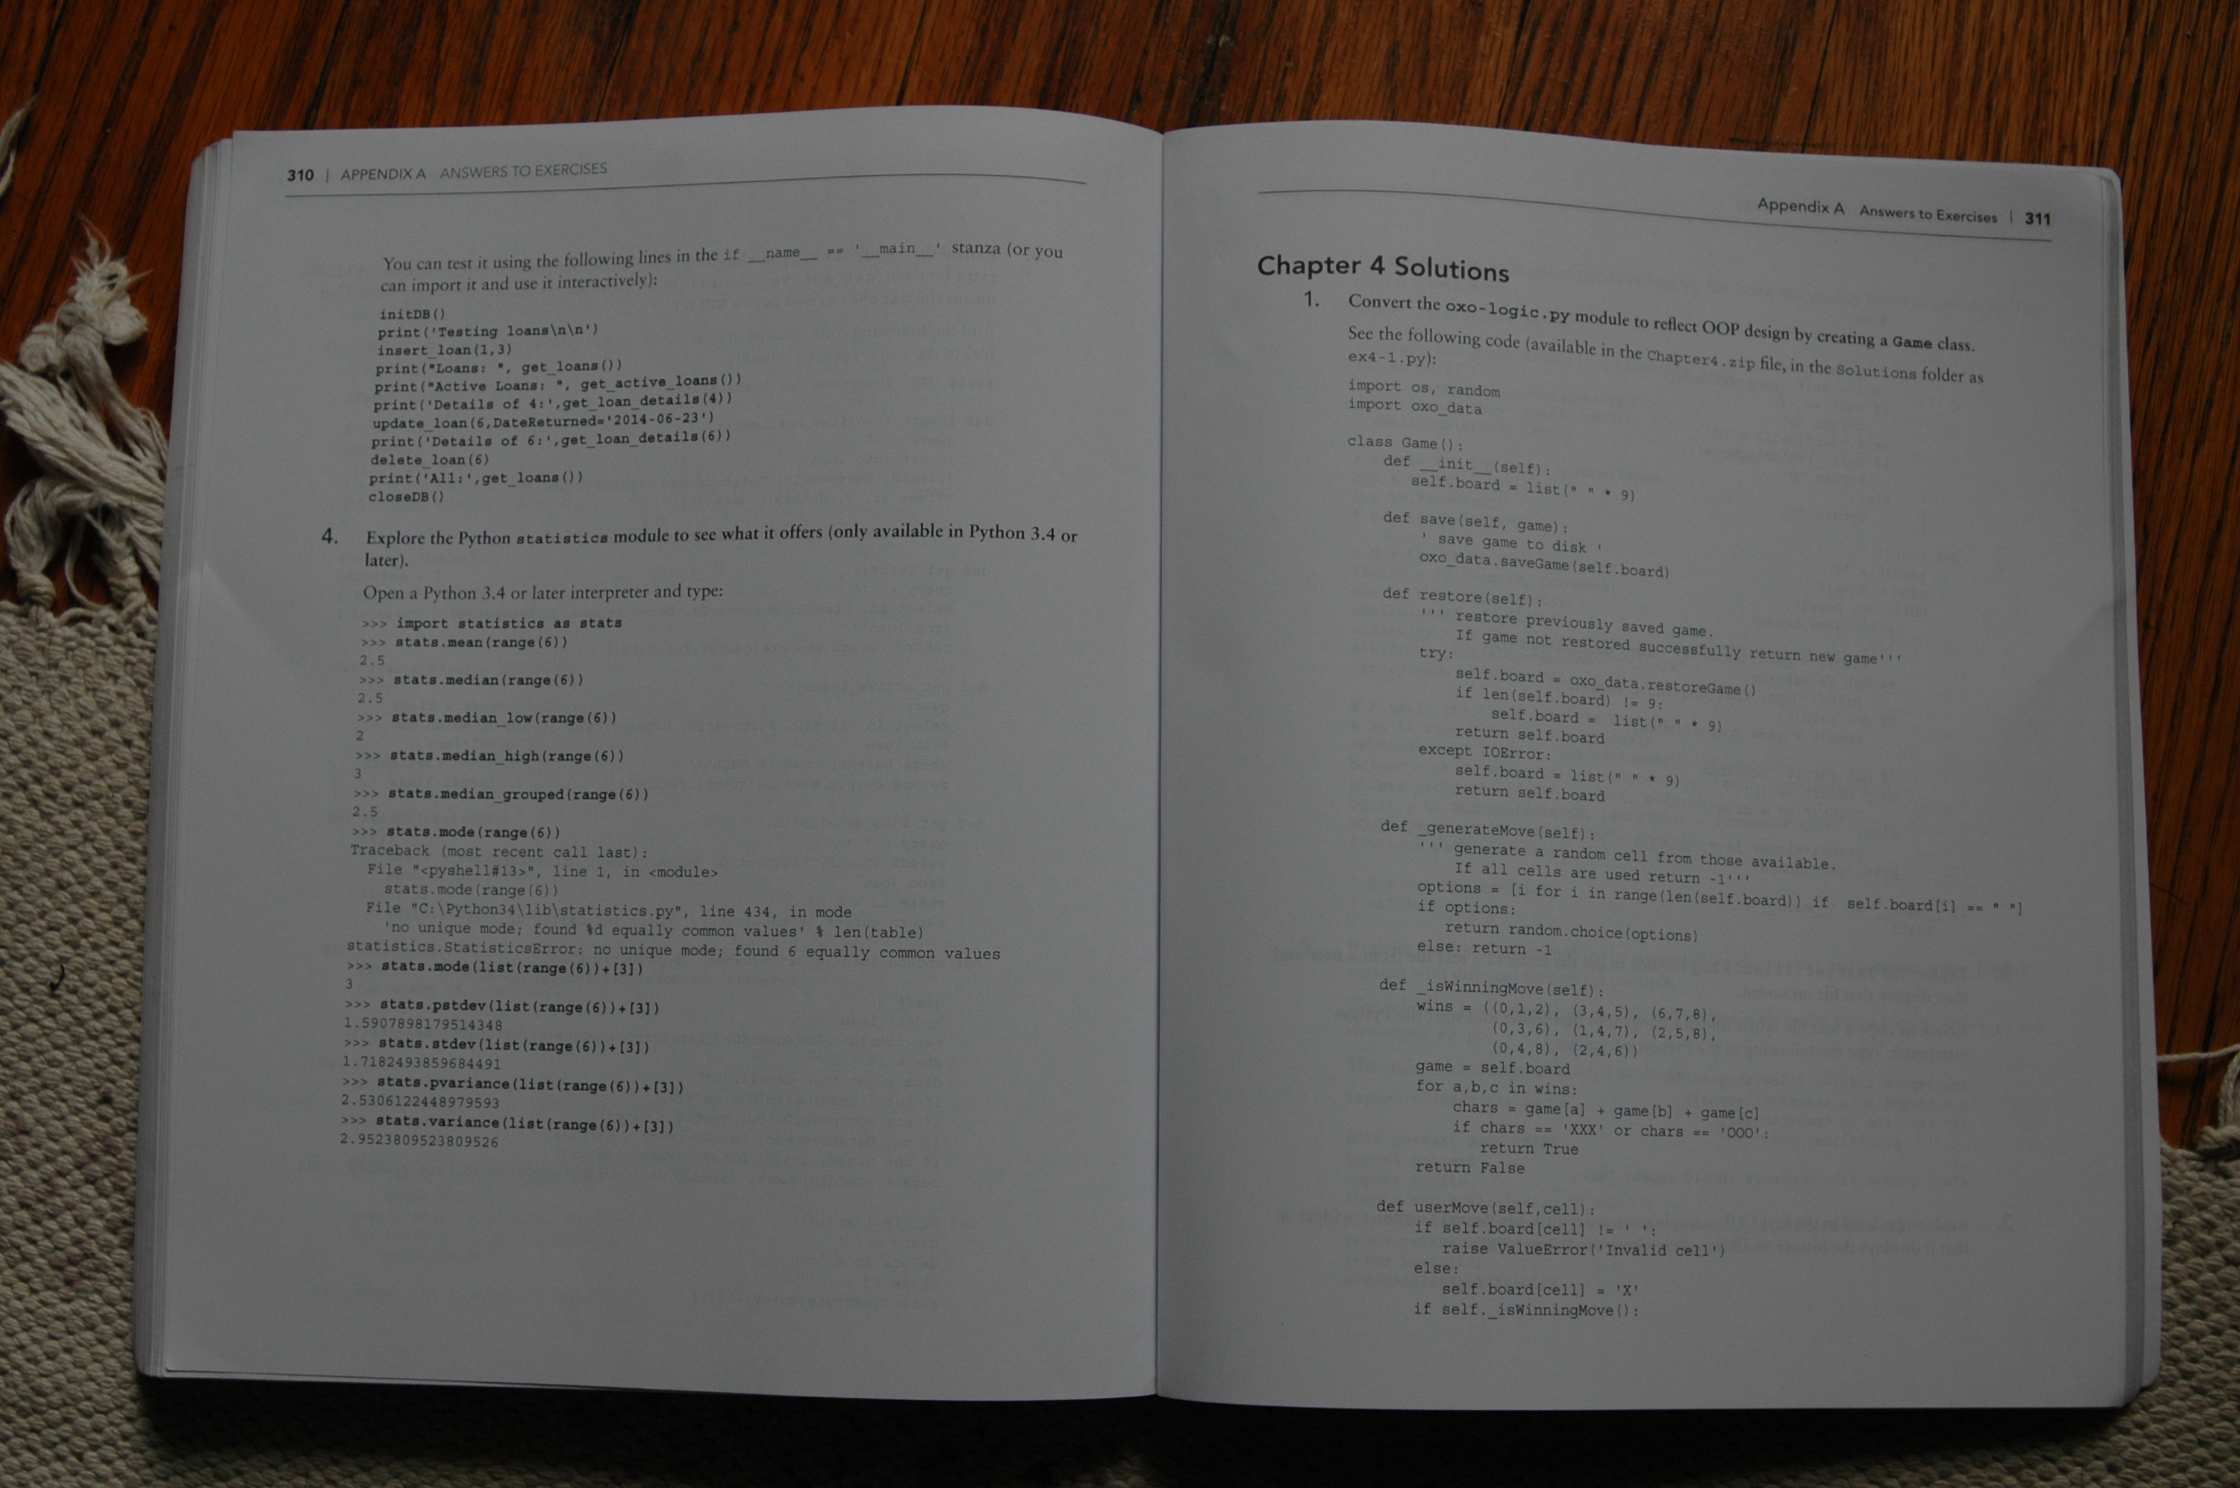 310 | APPENDIX A ANSWERS TO EXERCISES
You can test it using the following lines in the if __name__ == '__main__' stanza (or you
can import it and use it interactively):
initDB()
print('Testing loans\n\n')
insert_loan(1,3)
print("Loans: ", get_loans())
print("Active Loans: ", get_active_loans())
print('Details of 4:',get_loan_details(4))
update_loan(6,DateReturned='2014-06-23')
print('Details of 6:',get_loan_details(6))
delete_loan(6)
print('All:',get_loans())
closeDB()
4. Explore the Python statistics module to see what it offers (only available in Python 3.4 or
later).
Open a Python 3.4 or later interpreter and type:
>>> import statistics as stats
>>> stats.mean(range(6))
2.5
>>> stats.median(range(6))
2.5
>>> stats.median_low(range(6))
2
>>> stats.median_high(range(6))
3
>>> stats.median_grouped(range(6))
2.5
>>> stats.mode(range(6))
Traceback (most recent call last):
File "<pyshell#13>", line 1, in <module>
stats.mode(range(6))
File "C:\Python34\lib\statistics.py", line 434, in mode
'no unique mode; found %d equally common values' % len(table)
statistics.StatisticsError: no unique mode; found 6 equally common values
>>> stats.mode(list(range(6))+[3])
3
>>> stats.pstdev(list(range(6))+[3])
1.5907898179514348
>>> stats.stdev(list(range(6))+[3])
1.7182493859684491
>>> stats.pvariance(list(range(6))+[3])
2.5306122448979593
>>> stats.variance(list(range(6))+[3])
2.9523809523809526
Appendix A Answers to Exercises | 311
Chapter 4 Solutions
1. Convert the oxo-logic.py module to reflect OOP design by creating a Game class.
See the following code (available in the Chapter4.zip file, in the solutions folder as
ex4-1.py):
import os, random
import oxo_data
class Game():
def __init__(self):
self.board = list(" " * 9)
def save(self, game):
' save game to disk '
oxo_data.saveGame(self.board)
def restore(self):
''' restore previously saved game.
if game not restored successfully return new game'''
try:
self.board = oxo_data.restoreGame()
if len(self.board) != 9:
self.board = list(" " * 9)
return self.board
except IOError:
self.board = list(" " * 9)
return self.board
def _generateMove(self):
''' generate a random cell from those available.
If all cells are used return -1'''
options = [i for i in range(len(self.board)) if self.board[i] == " "]
if options:
return random.choice(options)
else: return -1
def _isWinningMove(self):
wins = ((0,1,2), (3,4,5), (6,7,8),
(0,3,6), (1,4,7), (2,5,8),
(0,4,8), (2,4,6))
game = self.board
for a,b,c in wins:
chars = game[a] + game[b] + game[c]
if chars == 'XXX' or chars == 'OOO':
return True
return False
def userMove(self,cell):
if self.board[cell] != ' ':
raise ValueError('Invalid cell')
else:
self.board[cell] = 'X'
if self._isWinningMove():